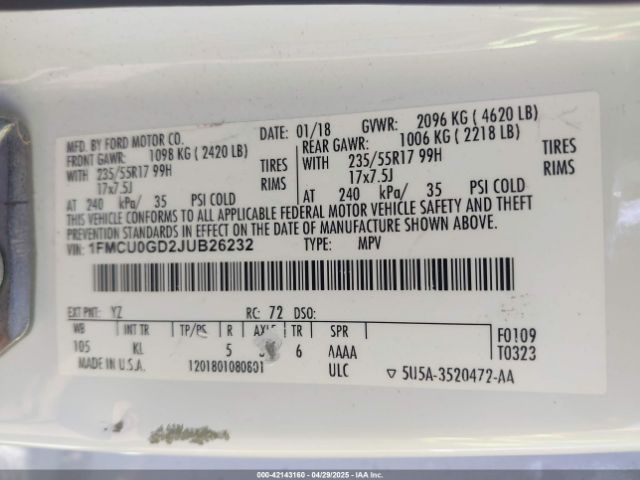 MFD. BY FORD MOTOR CO.
DATE: 01/18 GVWR: 2096 KG ( 4620 LB)
FRONT GAWR: 1098 KG ( 2420 LB)
REAR GAWR: 1006 KG ( 2218 LB)
WITH 235/55R17 99H TIRES
WITH 235/55R17 99H TIRES
17x7.5J RIMS
17x7.5J RIMS
AT 240 kPa/ 35 PSI COLD
AT 240 kPa/ 35 PSI COLD
THIS VEHICLE CONFORMS TO ALL APPLICABLE FEDERAL MOTOR VEHICLE SAFETY AND THEFT
PREVENTION STANDARDS IN EFFECT ON THE DATE OF MANUFACTURE SHOWN ABOVE.
VIN: 1FMCU0GD2JUB26232 TYPE: MPV
EXT PNT: YZ RC: 72 DSO:
WB INT TR TP/PS R AXLE TR SPR
105 KL 5 6 AAAA
F0109
T0323
MADE IN U.S.A. 1201801080601 ULC
▽ 5U5A-3520472-AA
000-42143160 - 04/29/2025 - IAA Inc.